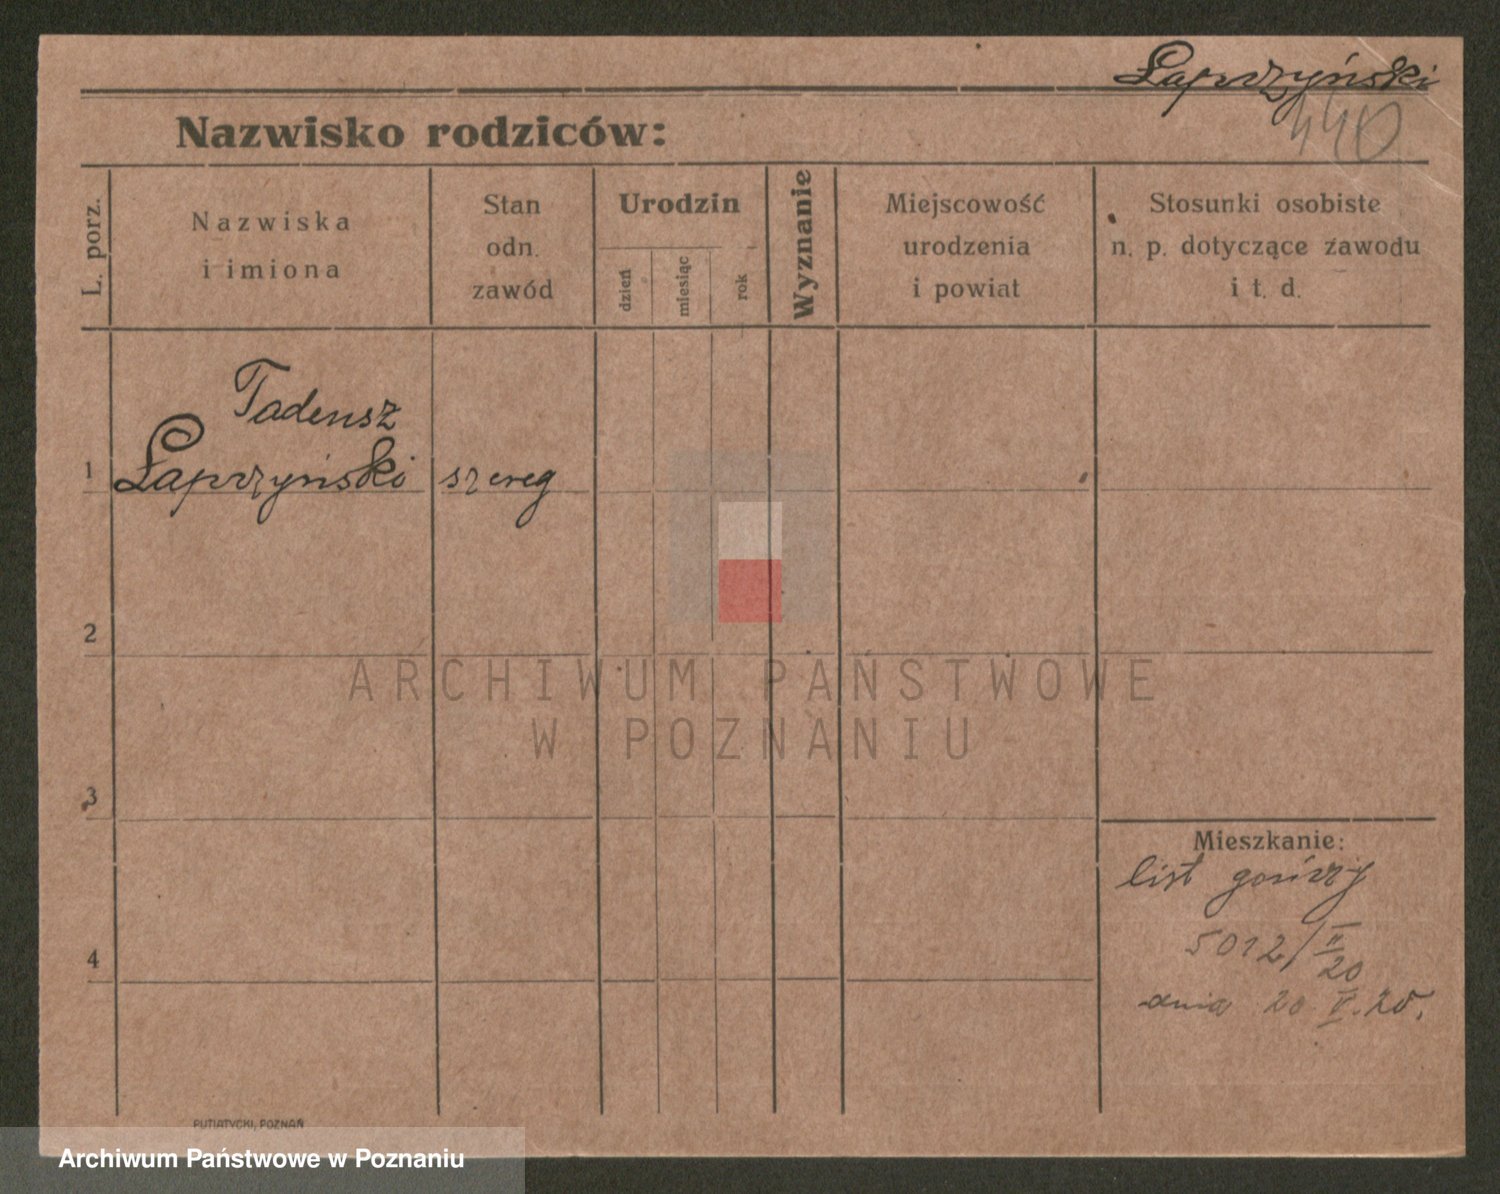 Łaprzyński
440
Nazwisko rodziców:
L. porz.
Nazwiska
i imiona
Stan
odn.
zawód
Urodzin
dzień
miesiąc
rok
Wyznanie
Miejscowość
urodzenia
i powiat
Stosunki osobiste
n. p. dotyczące zawodu
i t. d.
Tadeusz
1 Łaprzyński szereg
2
ARCHIWUM PAŃSTWOWE
W POZNANIU
3
Mieszkanie:
list gończy
5012/II
20
4
dnia 20 V. 20.
PUTIATYCKI, POZNAŃ
Archiwum Państwowe w Poznaniu